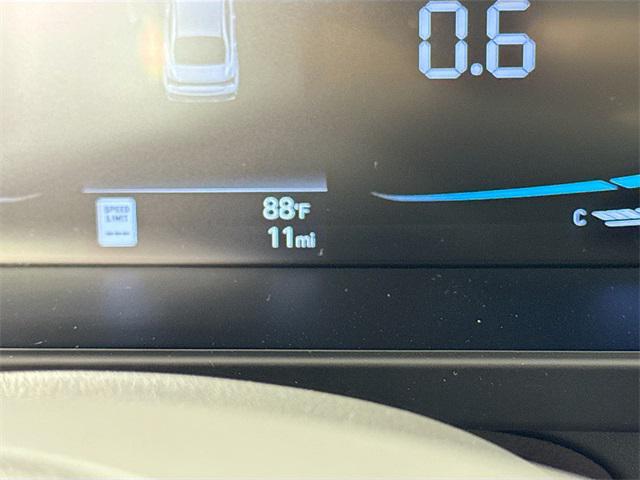 0.6
SPEED
LIMIT
---
88°F
11mi
C